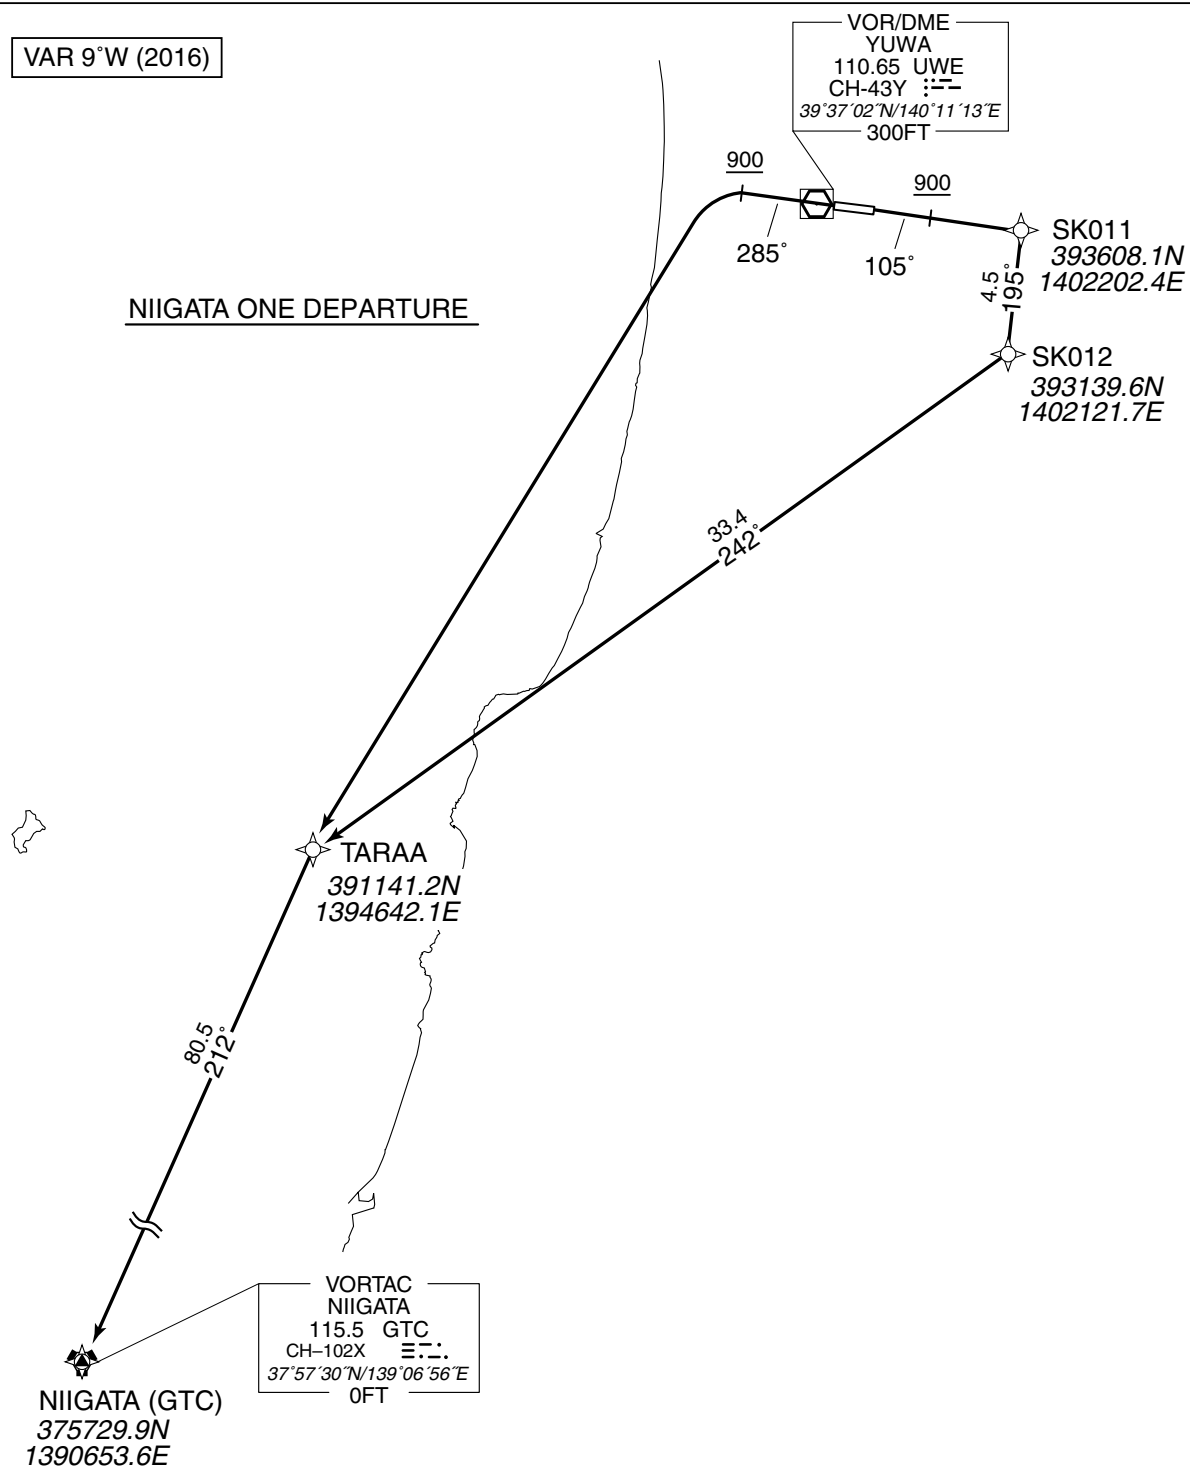 VAR 9°W (2016)
VOR/DME
YUWA
110.65 UWE
CH-43Y
39°37´02˝N/140°11´13˝E
300FT
900
900
285°
105°
SK011
393608.1N
1402202.4E
4.5
195°
NIIGATA ONE DEPARTURE
SK012
393139.6N
1402121.7E
33.4
242°
TARAA
391141.2N
1394642.1E
80.5
212°
VORTAC
NIIGATA
115.5 GTC
CH–102X
37°57´30˝N/139°06´56˝E
0FT
NIIGATA (GTC)
375729.9N
1390653.6E